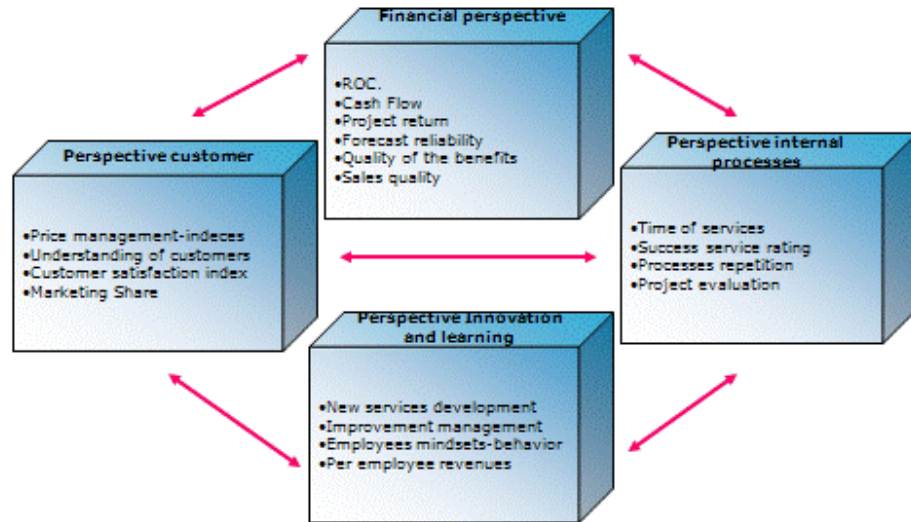 Financial perspective
•ROC.
•Cash Flow
•Project return
•Forecast reliability
•Quality of the benefits
•Sales quality
Perspective customer
•Price management-indeces
•Understanding of customers
•Customer satisfaction index
•Marketing Share
Perspective internal
processes
•Time of services
•Success service rating
•Processes repetition
•Project evaluation
Perspective Innovation
and learning
•New services development
•Improvement management
•Employees mindsets-behavior
•Per employee revenues